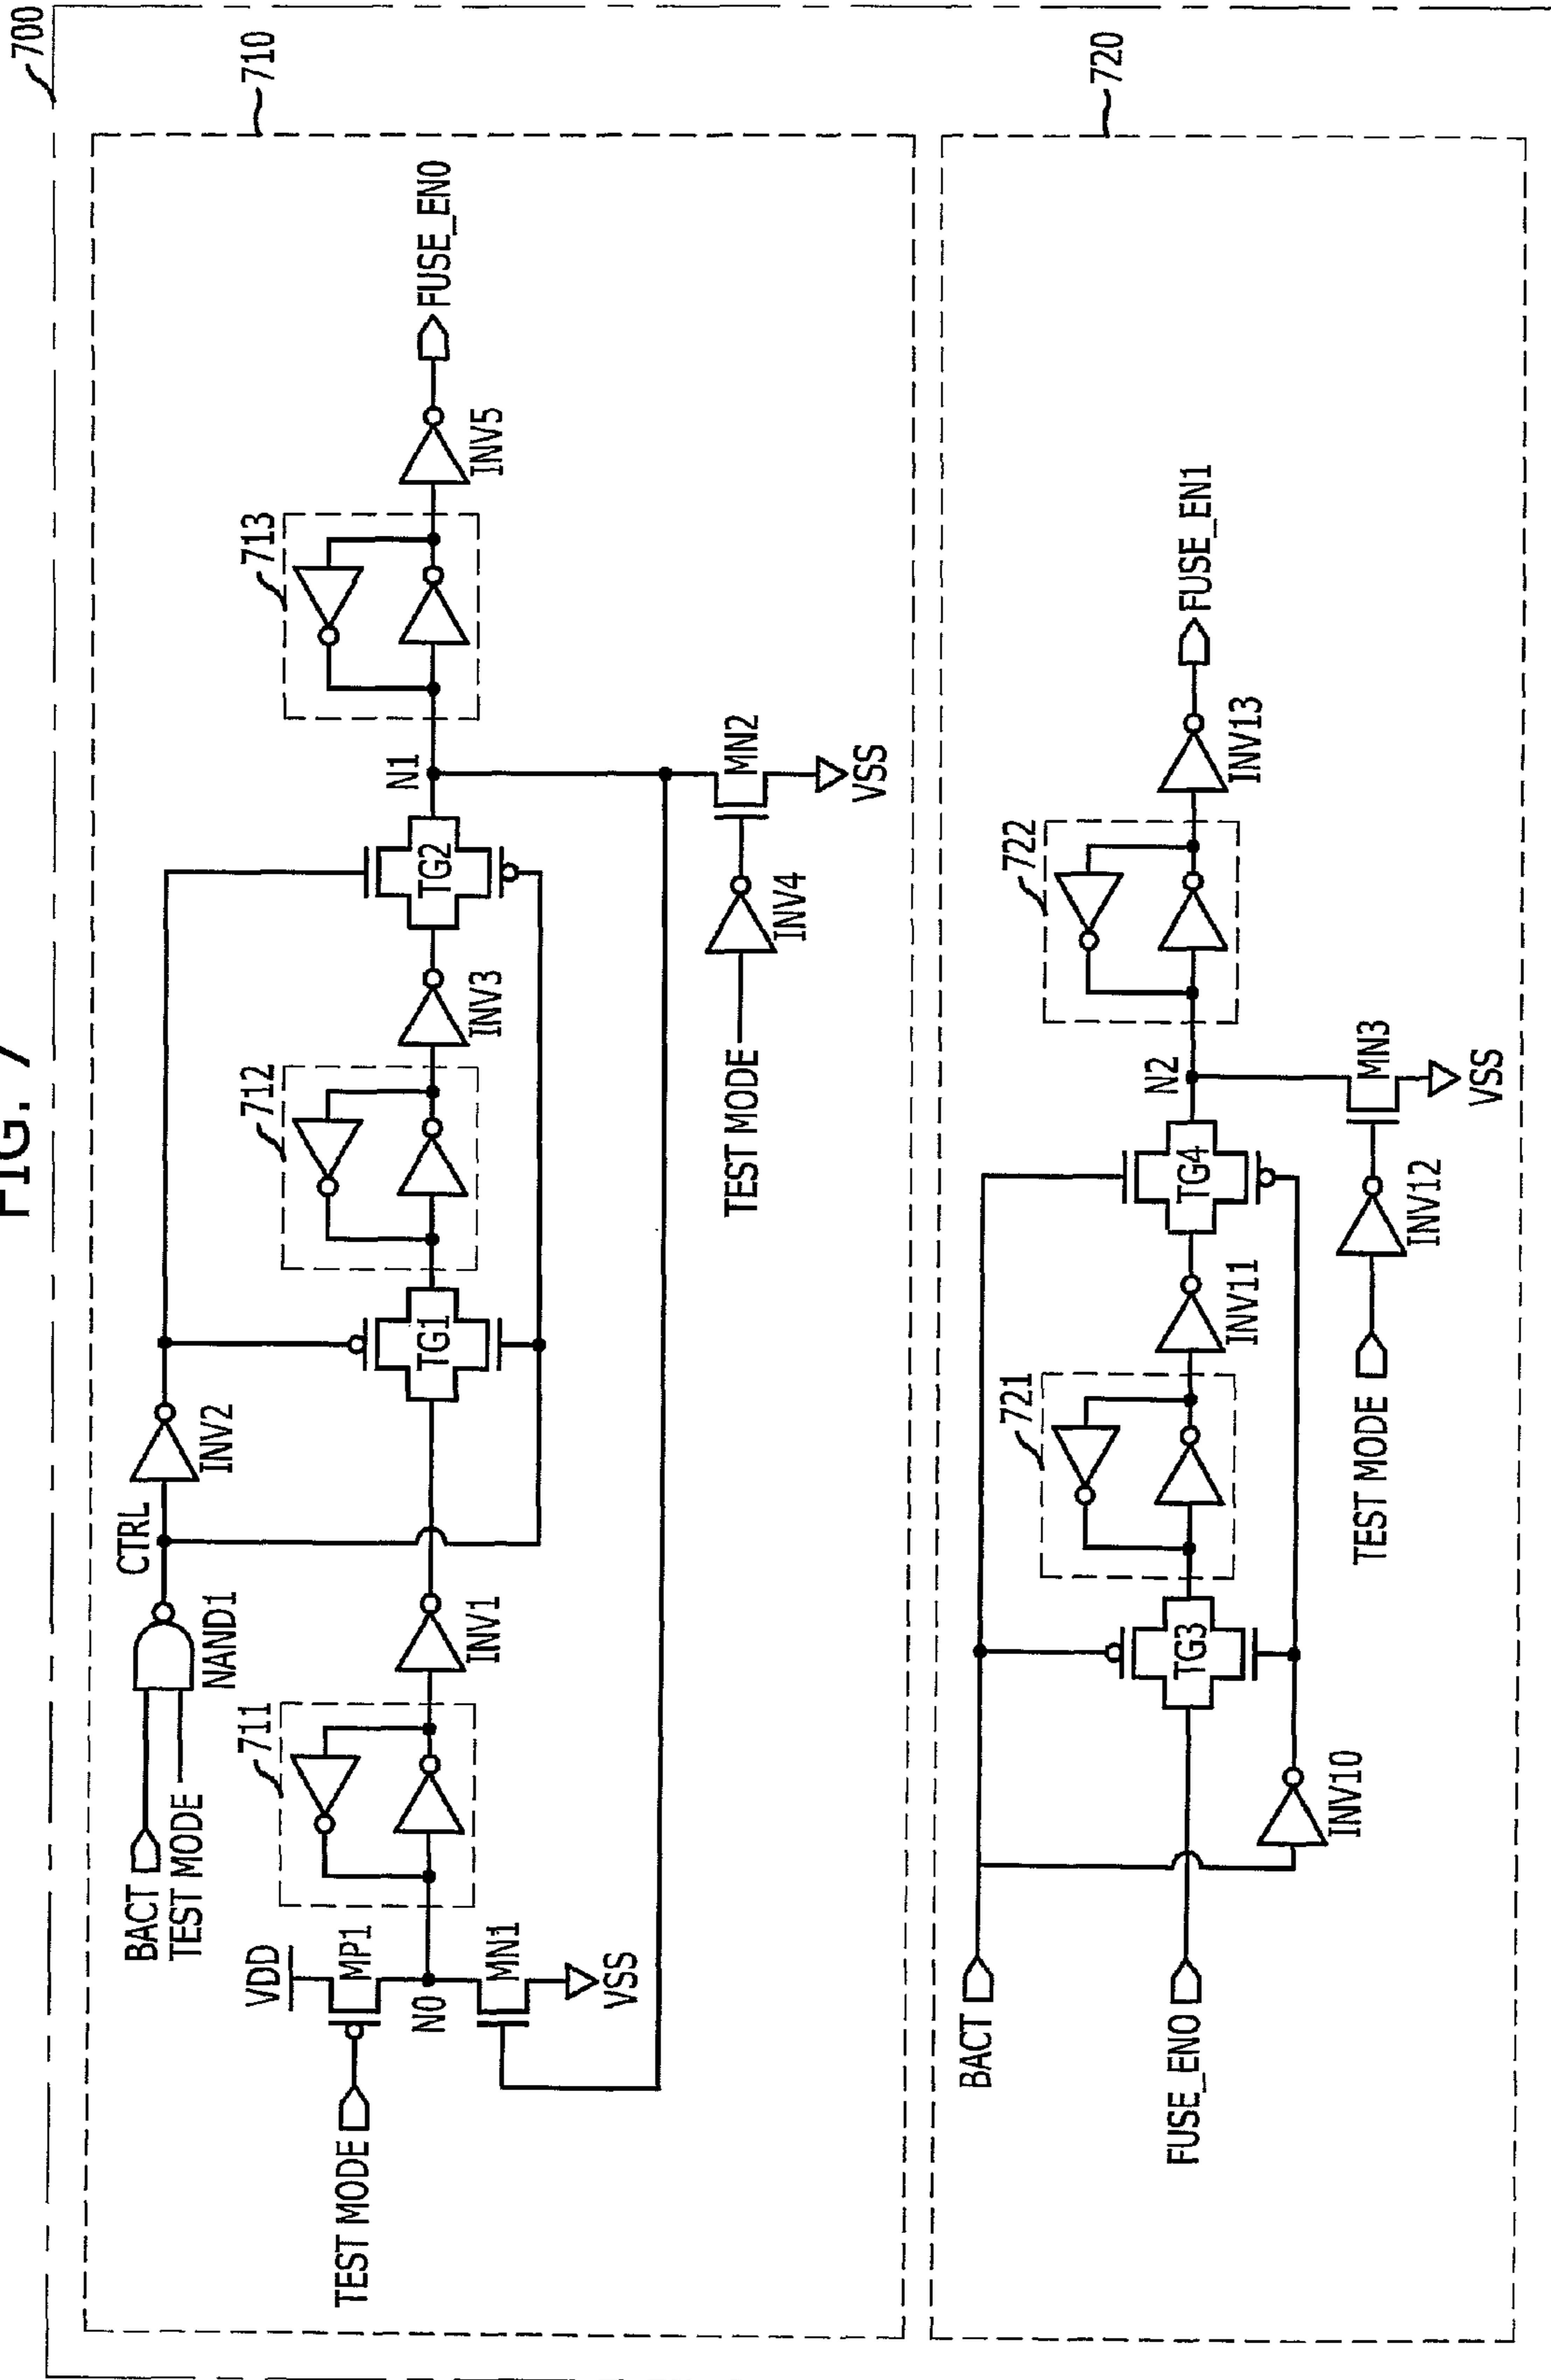 FIG. 7
700
710
BACT
TEST MODE
NAND1
CTRL
INV2
TEST MODE
VDD
MP1
N0
MN1
VSS
711
INV1
TG1
712
INV3
TG2
N1
713
INV5
FUSE_EN0
TEST MODE
INV4
MN2
VSS
720
BACT
FUSE_EN0
INV10
TG3
721
INV11
TG4
N2
722
INV13
FUSE_EN1
TEST MODE
INV12
MN3
VSS